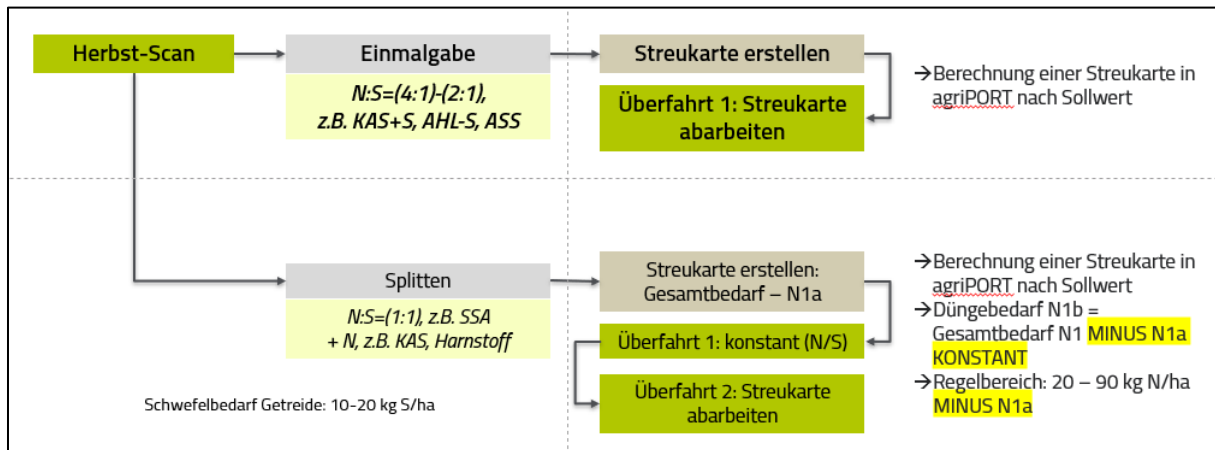 Herbst-Scan
Einmalgabe
N:S=(4:1)-(2:1),
z.B. KAS+S, AHL-S, ASS
Streukarte erstellen
Überfahrt 1: Streukarte
abarbeiten
→Berechnung einer Streukarte in
agriPORT nach Sollwert
Splitten
N:S=(1:1), z.B. SSA
+ N, z.B. KAS, Harnstoff
Schwefelbedarf Getreide: 10-20 kg S/ha
Streukarte erstellen:
Gesamtbedarf – N1a
Überfahrt 1: konstant (N/S)
Überfahrt 2: Streukarte
abarbeiten
→Berechnung einer Streukarte in
agriPORT nach Sollwert
→Düngebedarf N1b =
Gesamtbedarf N1 MINUS N1a
KONSTANT
→Regelbereich: 20 – 90 kg N/ha
MINUS N1a